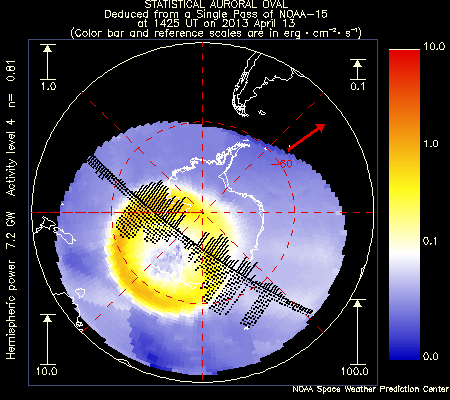 STATISTICAL AURORAL OVAL
Deduced from a Single Pass of NOAA-15
at 1425 UT on 2013 April 13
(Color bar and reference scales are in erg · cm⁻² · s⁻¹)
Hemispheric power 7.2 GW Activity level 4 n= 0.81
1.0
0.1
-60
10.0
100.0
10.0
1.0
0.1
0.0
NOAA Space Weather Prediction Center